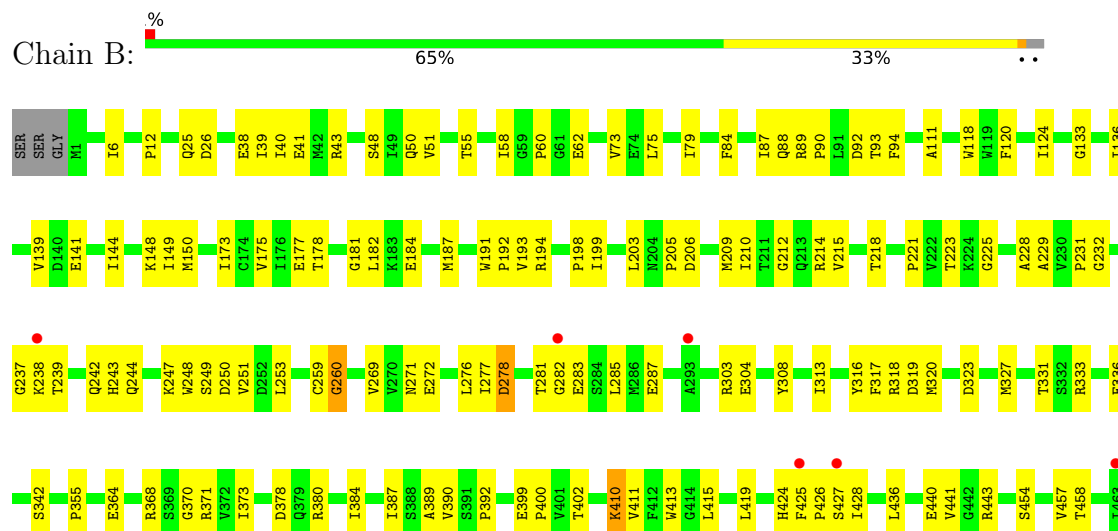 .%
Chain B:
65% 33% . .
SER SER GLY M1 I6 P12 Q25 D26 E38 I39 I40 E41 M42 R43 S48 I49 Q50 V51 T55 I58 G59 P60 G61 E62 V73 E74 L75 I79 F84 I87 Q88 R89 P90 L91 D92 T93 F94 A111 W118 W119 F120 I124 G133 I136
V139 D140 E141 I144 K148 I149 M150 I173 C174 V175 I176 E177 T178 G181 L182 K183 E184 M187 W191 P192 V193 R194 P198 I199 L203 N204 P205 D206 M209 I210 T211 G212 Q213 R214 V215 T218 P221 V222 T223 K224 G225 A228 A229 V230 P231 G232
G237 K238 T239 Q242 H243 Q244 K247 W248 S249 D250 V251 D252 L253 C259 G260 V269 V270 N271 E272 L276 I277 D278 T281 G282 E283 S284 L285 M286 E287 A293 R303 E304 Y308 I313 Y316 F317 R318 D319 M320 D323 M327 T331 S332 R333
S342 P355 E364 R368 S369 G370 R371 V372 I373 D378 Q379 R380 I384 I387 S388 A389 V390 S391 P392 E399 P400 V401 T402 K410 V411 F412 W413 G414 L415 L419 H424 F425 P426 S427 I428 L436 E440 V441 G442 R443 S454 V457 T458